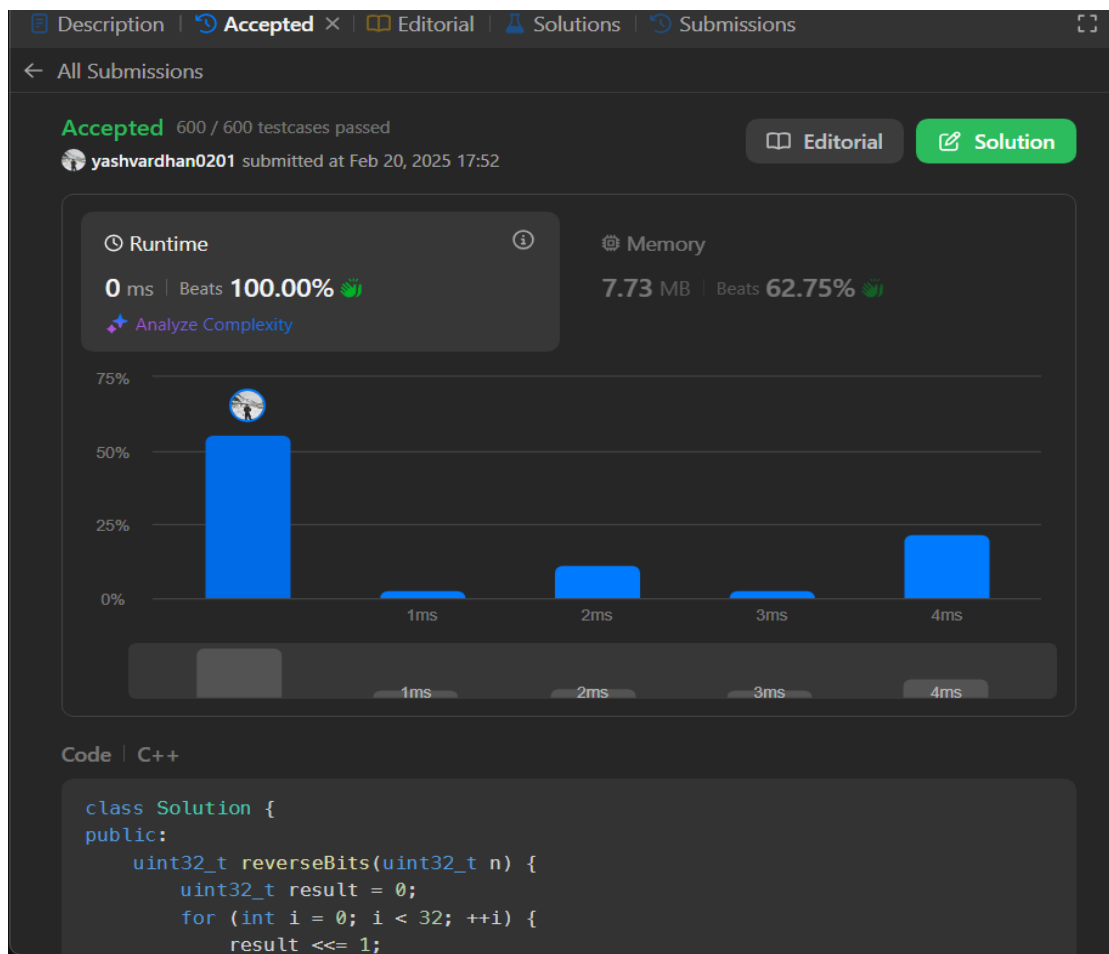 Description Accepted Editorial Solutions Submissions
All Submissions
Accepted 600 / 600 testcases passed
yashvardhan0201 submitted at Feb 20, 2025 17:52
Editorial Solution
Runtime
0 ms Beats 100.00%
Analyze Complexity
Memory
7.73 MB Beats 62.75%
75%
50%
25%
0%
1ms 2ms 3ms 4ms
1ms 2ms 3ms 4ms
Code C++
class Solution {
public:
    uint32_t reverseBits(uint32_t n) {
        uint32_t result = 0;
        for (int i = 0; i < 32; ++i) {
            result <<= 1;